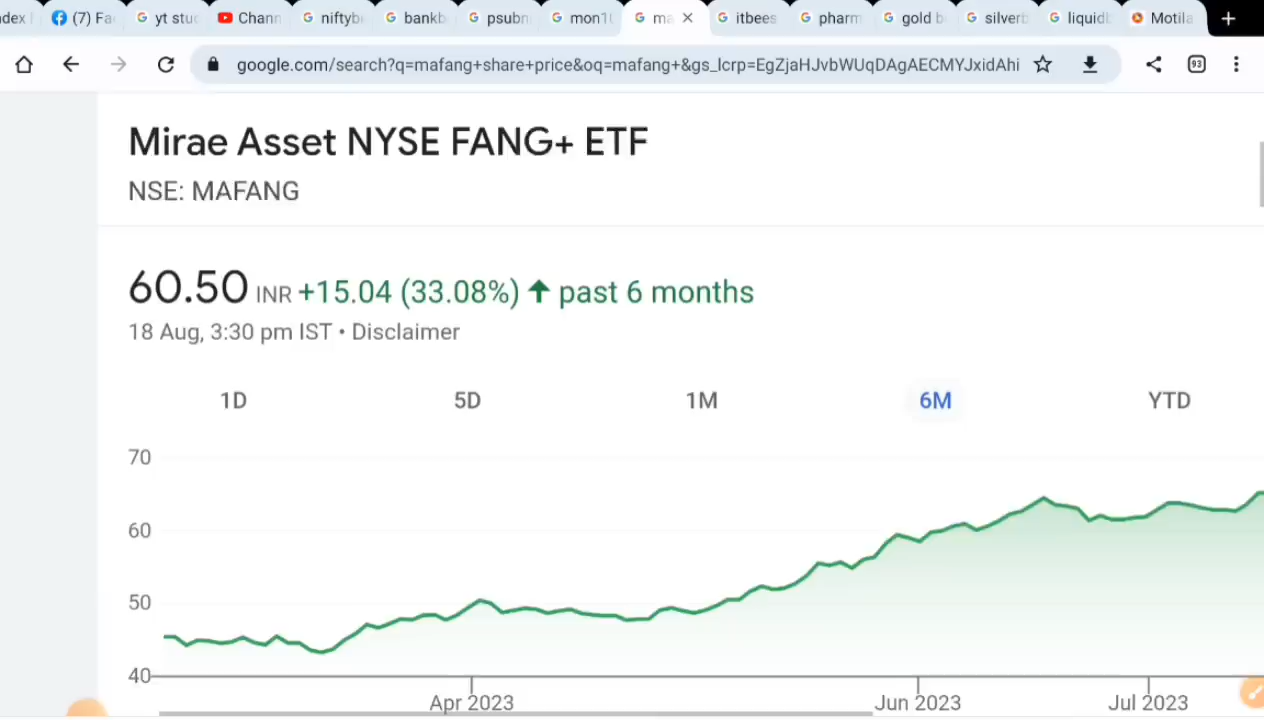 ndex
(7) Fa
yt stu
Chann
niftyb
bankb
psubn
mon10
ma
itbees
pharm
gold b
silverb
liquidb
Motila
google.com/search?q=mafang+share+price&oq=mafang+&gs_lcrp=EgZjaHJvbWUqDAgAECMYJxidAhi
93
Mirae Asset NYSE FANG+ ETF
NSE: MAFANG
60.50 INR +15.04 (33.08%) ↑ past 6 months
18 Aug, 3:30 pm IST • Disclaimer
1D 5D 1M 6M YTD
70
60
50
40
Apr 2023 Jun 2023 Jul 2023